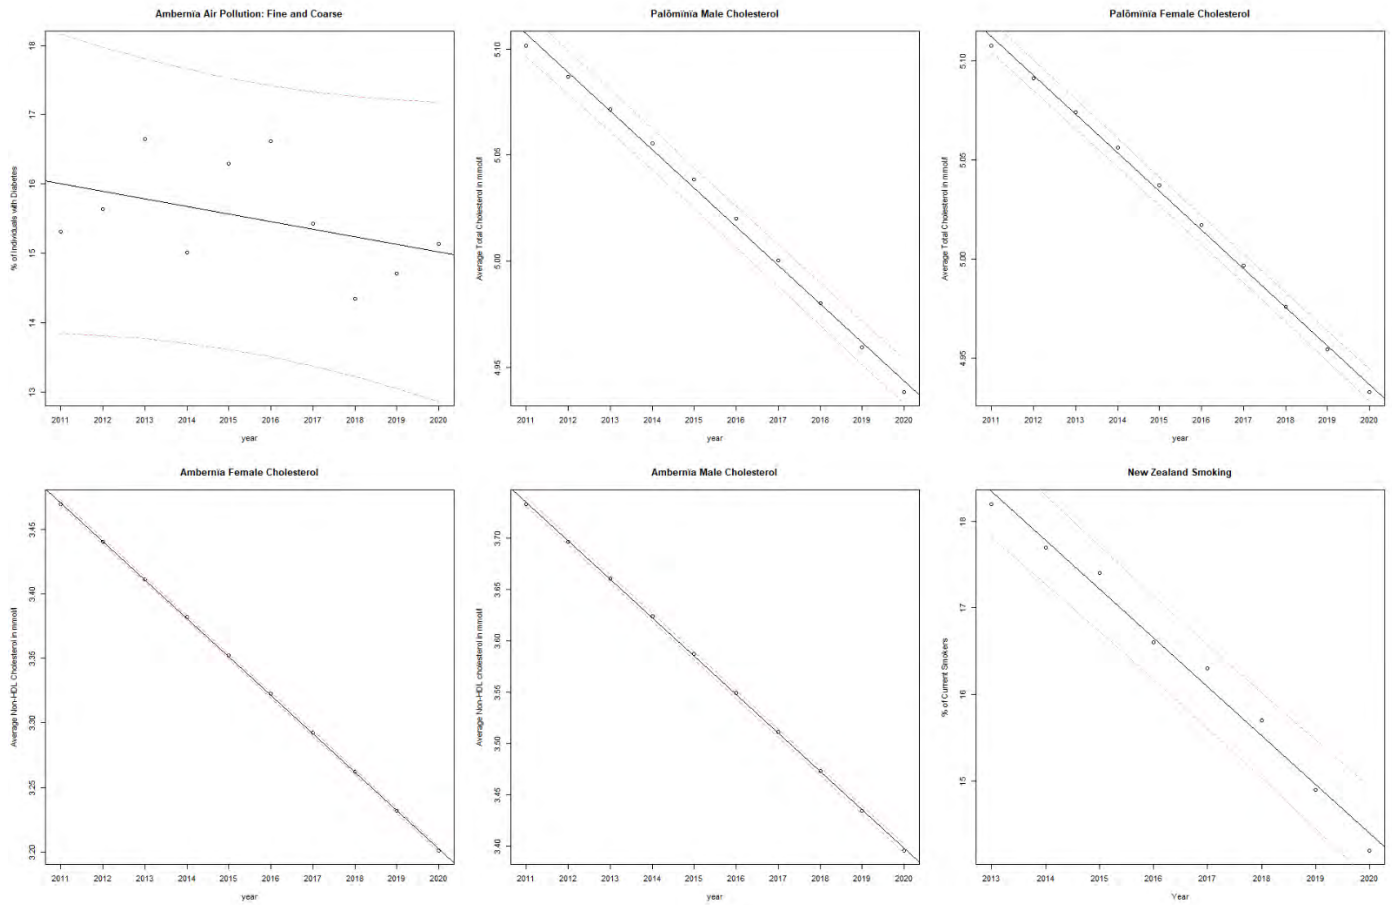 Ambernïa Air Pollution: Fine and Coarse
% of Individuals with Diabetes
18
17
16
15
14
13
2011 2012 2013 2014 2015 2016 2017 2018 2019 2020
year
Palōmïnïa Male Cholesterol
Average Total Cholesterol in mmol/l
5.10
5.05
5.00
4.95
2011 2012 2013 2014 2015 2016 2017 2018 2019 2020
year
Palōmïnïa Female Cholesterol
Average Total Cholesterol in mmol/l
5.10
5.05
5.00
4.95
2011 2012 2013 2014 2015 2016 2017 2018 2019 2020
year
Ambernïa Female Cholesterol
Average Non-HDL Cholesterol in mmol/l
3.45
3.40
3.35
3.30
3.25
3.20
2011 2012 2013 2014 2015 2016 2017 2018 2019 2020
year
Ambernïa Male Cholesterol
Average Non-HDL cholesterol in mmol/l
3.70
3.65
3.60
3.55
3.50
3.45
3.40
2011 2012 2013 2014 2015 2016 2017 2018 2019 2020
year
New Zealand Smoking
% of Current Smokers
18
17
16
15
2013 2014 2015 2016 2017 2018 2019 2020
Year